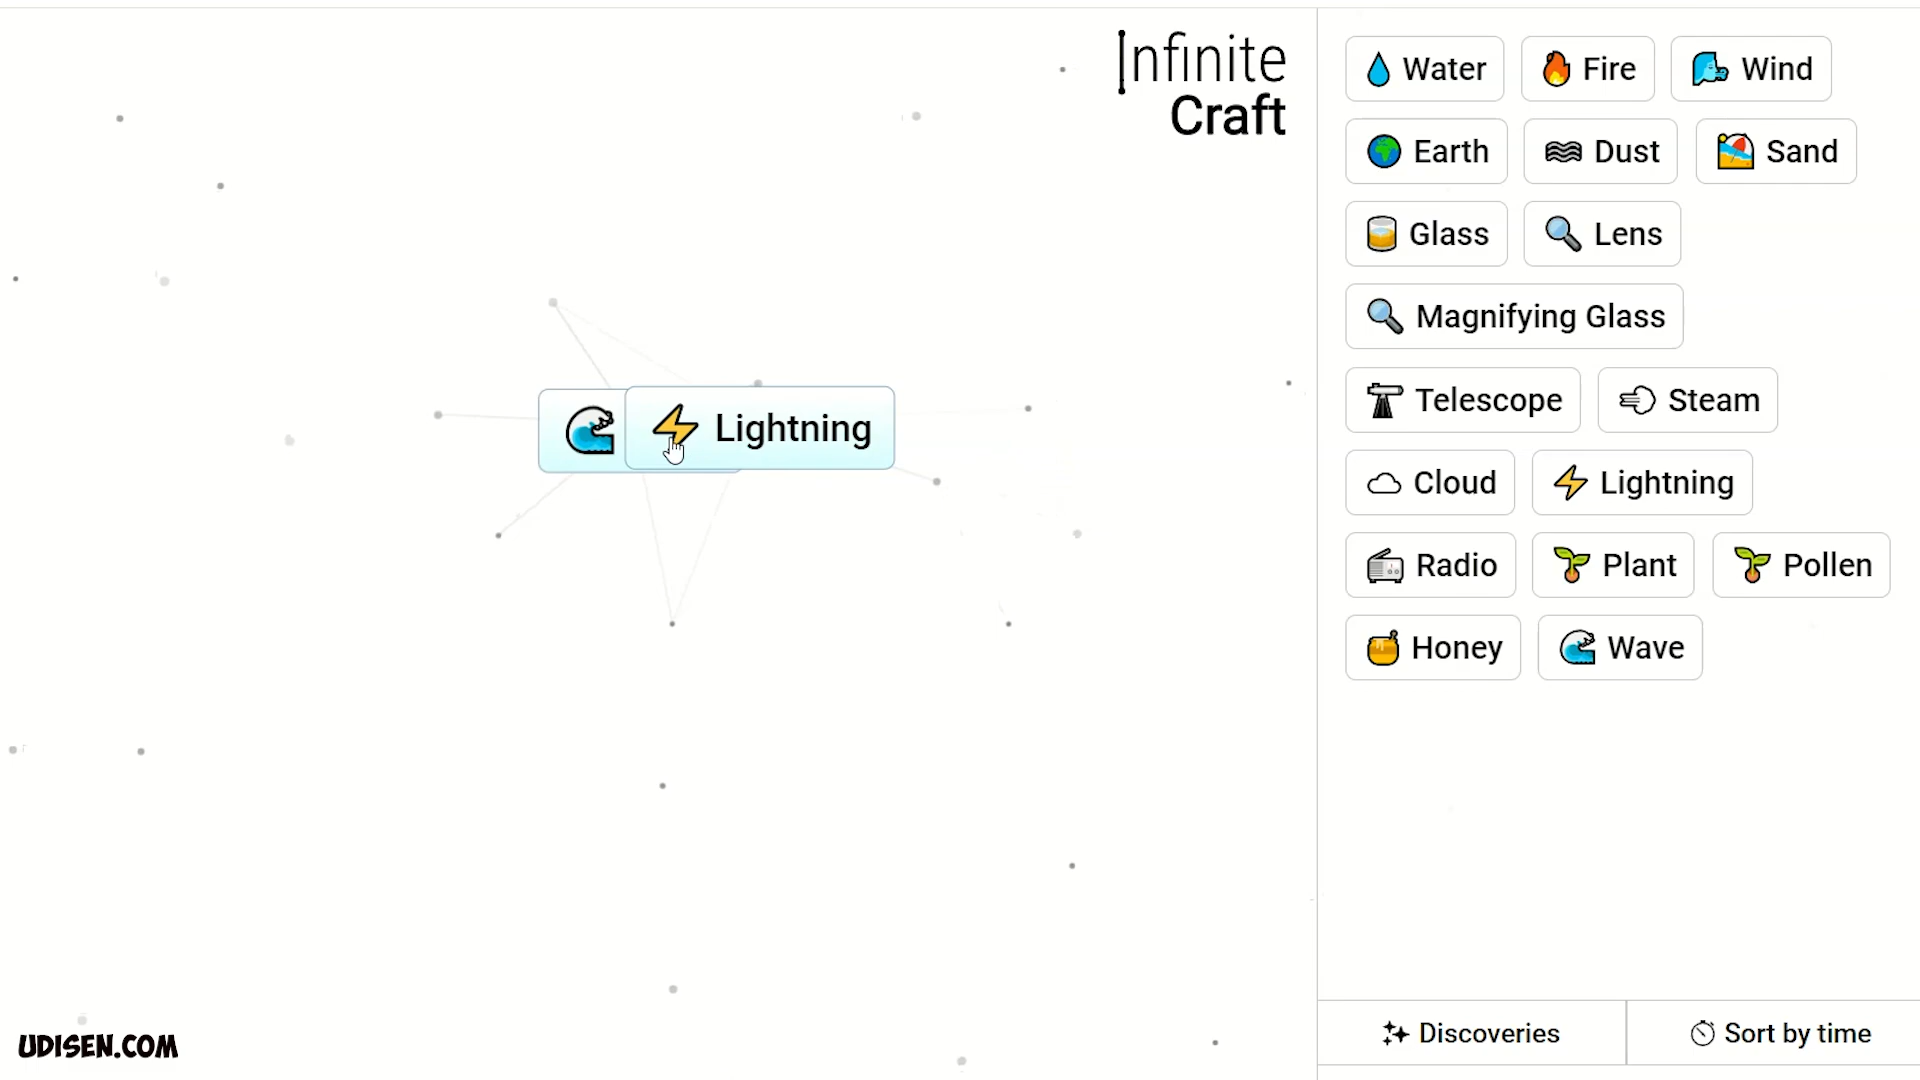 Infinite
Craft
Water Fire Wind
Earth Dust Sand
Glass Lens
Magnifying Glass
Telescope Steam
Lightning
Cloud Lightning
Radio Plant Pollen
Honey Wave
Discoveries Sort by time
UDISEN.COM